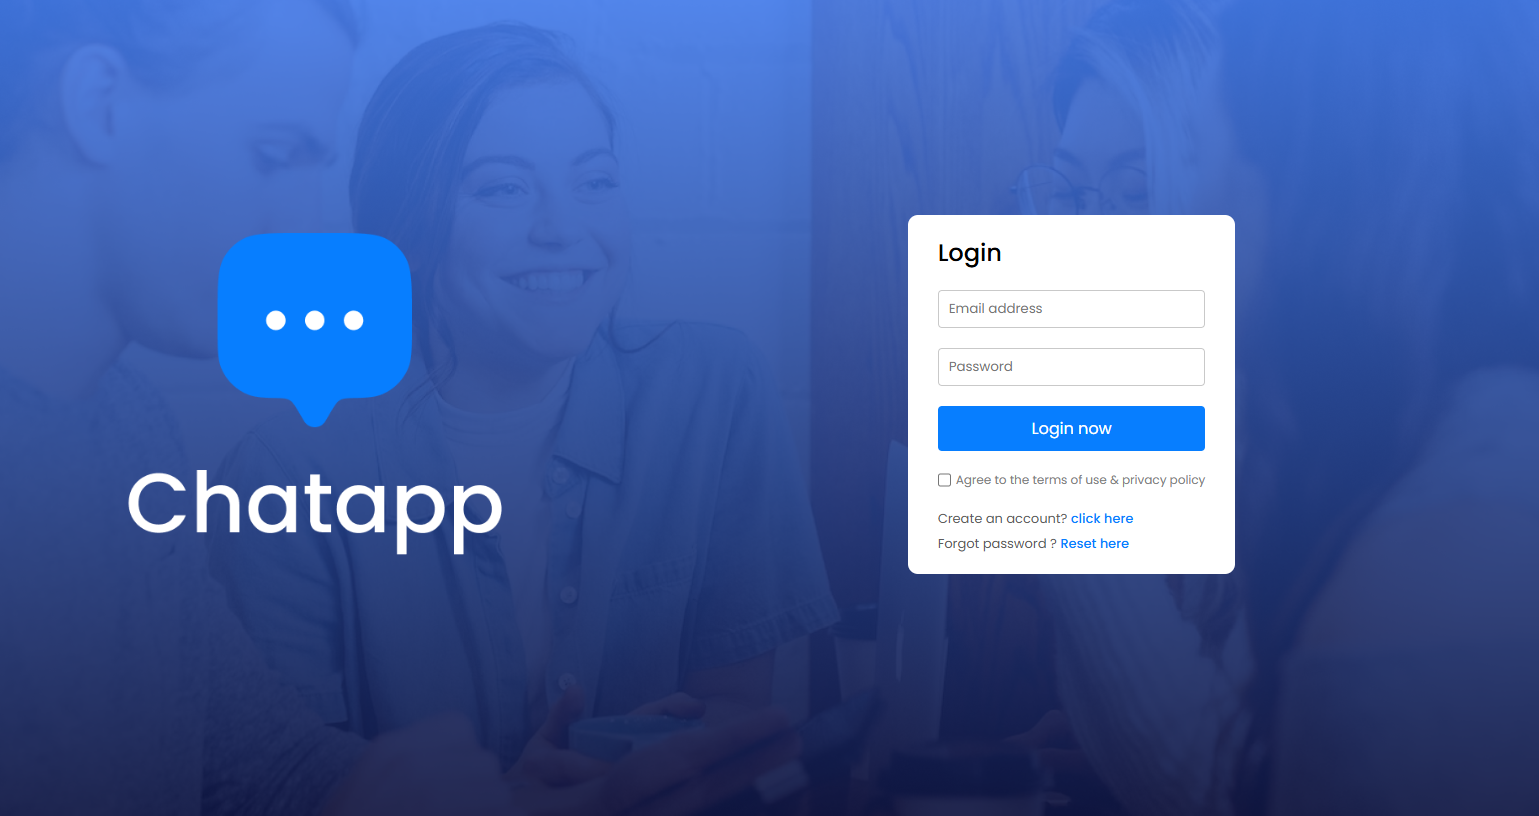 Chatapp
Login
Email address
Password
Login now
Agree to the terms of use & privacy policy
Create an account? click here
Forgot password ? Reset here